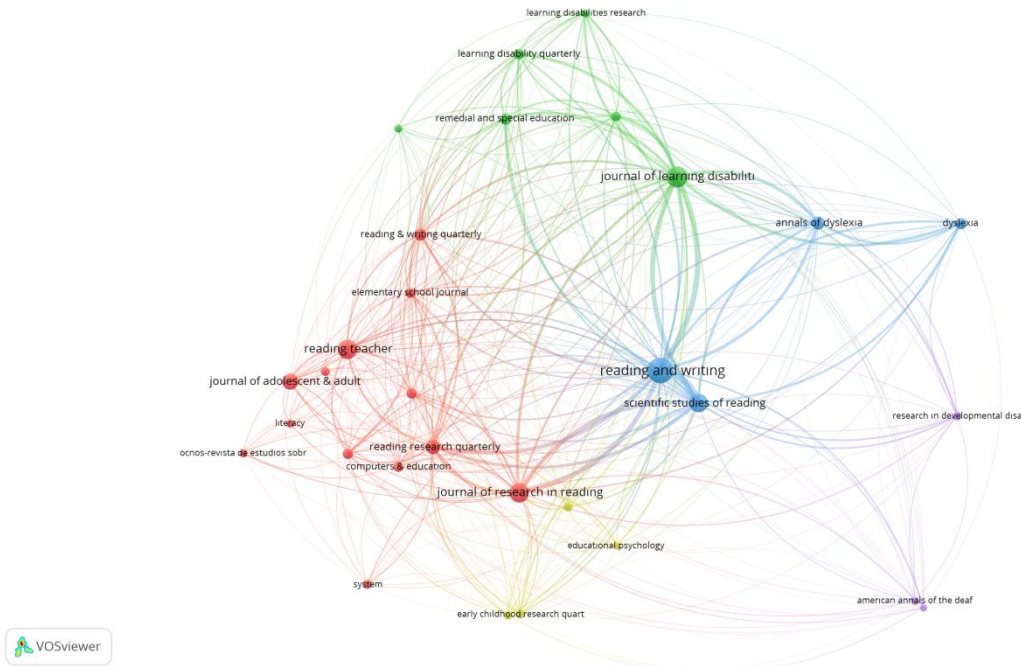 learning disabilities research
learning disability quarterly
remedial and special education
journal of learning disabiliti
annals of dyslexia
dyslexia
reading & writing quarterly
elementary school journal
reading teacher
journal of adolescent & adult
reading and writing
scientific studies of reading
literacy
research in developmental disa
reading research quarterly
ocnos-revista de estudios sobr
computers & education
journal of research in reading
educational psychology
system
american annals of the deaf
early childhood research quart
VOSviewer